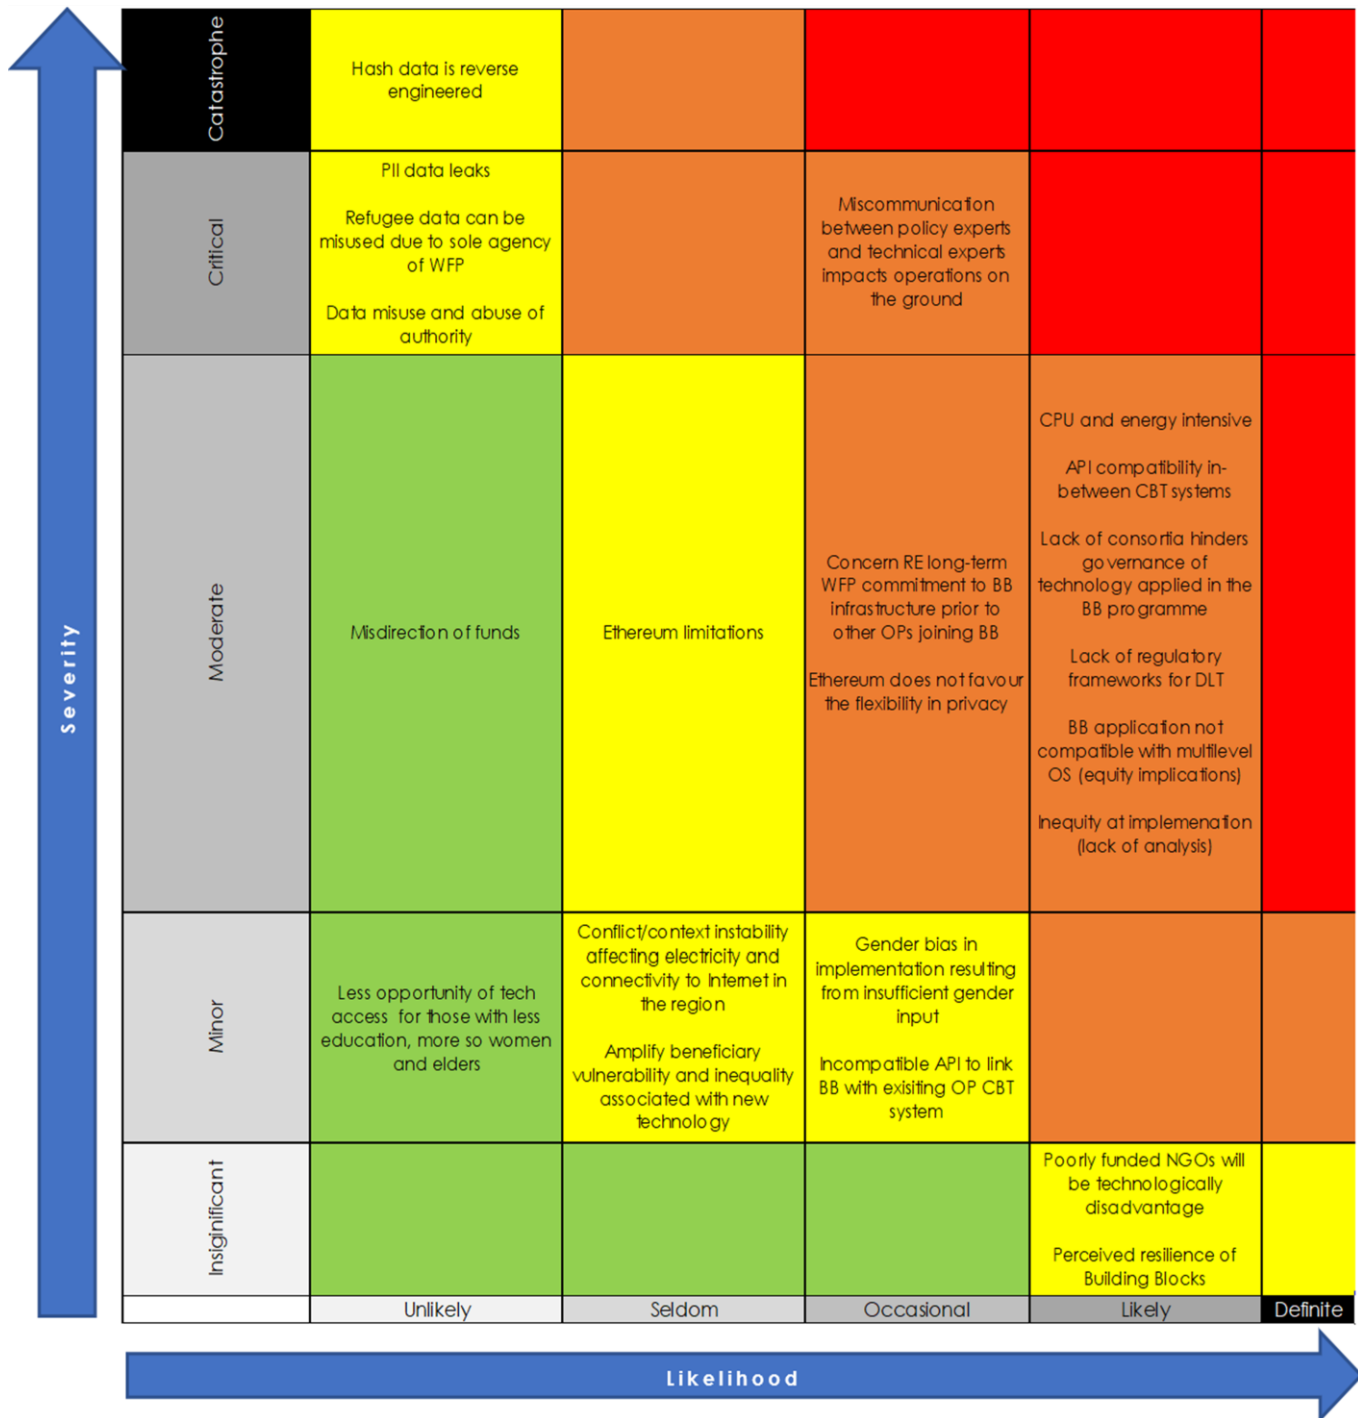 Severity
Catastrophe
Hash data is reverse
engineered
Critical
PII data leaks
Refugee data can be
misused due to sole agency
of WFP
Data misuse and abuse of
authority
Miscommunication
between policy experts
and technical experts
impacts operations on
the ground
Moderate
Misdirection of funds
Ethereum limitations
Concern RE long-term
WFP commitment to BB
infrastructure prior to
other OPs joining BB
Ethereum does not favour
the flexibility in privacy
CPU and energy intensive
API compatibility in-
between CBT systems
Lack of consortia hinders
governance of
technology applied in the
BB programme
Lack of regulatory
frameworks for DLT
BB application not
compatible with multilevel
OS (equity implications)
Inequity at implemenation
(lack of analysis)
Minor
Less opportunity of tech
access for those with less
education, more so women
and elders
Conflict/context instability
affecting electricity and
connectivity to Internet in
the region
Amplify beneficiary
vulnerability and inequality
associated with new
technology
Gender bias in
implementation resulting
from insufficient gender
input
Incompatible API to link
BB with exisiting OP CBT
system
Insiginificant
Poorly funded NGOs will
be technologically
disadvantage
Perceived resilience of
Building Blocks
Unlikely
Seldom
Occasional
Likely
Definite
Likelihood